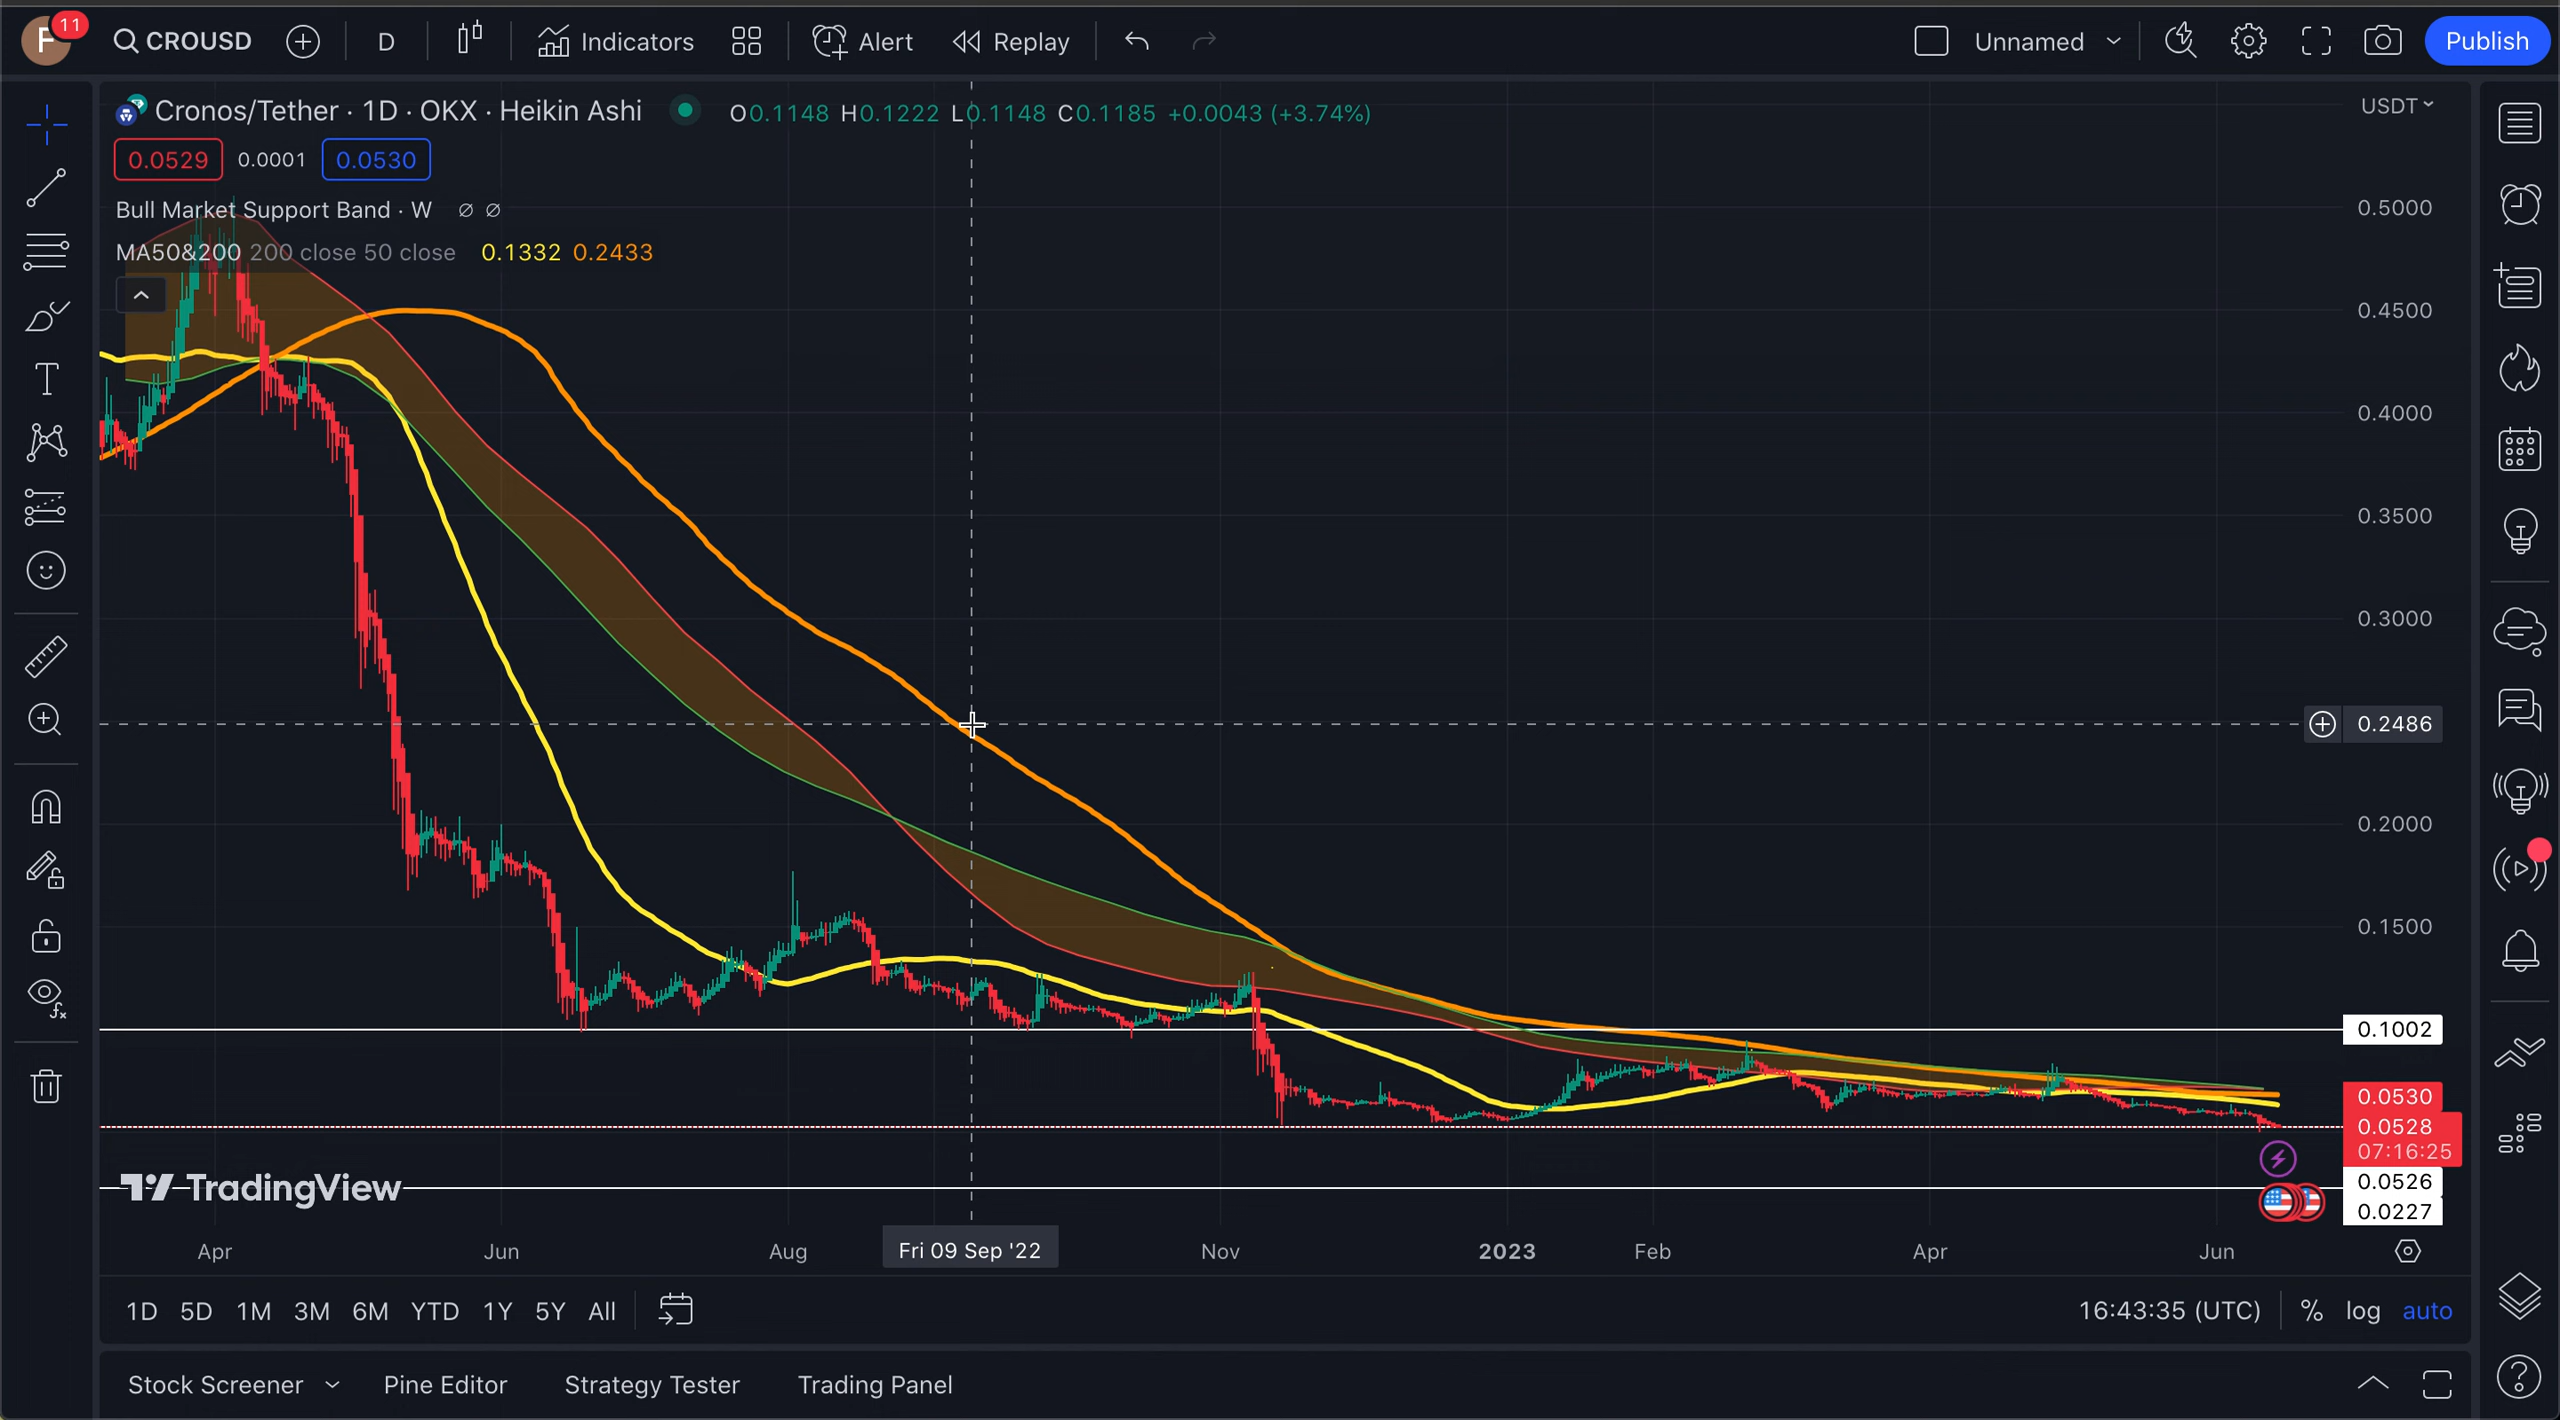 F 11 CROUSD D Indicators Alert Replay Unnamed Publish
Cronos/Tether · 1D · OKX · Heikin Ashi O0.1148 H0.1222 L0.1148 C0.1185 +0.0043 (+3.74%) USDT
0.0529 0.0001 0.0530
Bull Market Support Band · W ∅ ∅
MA50&200 200 close 50 close 0.1332 0.2433
0.5000
0.4500
0.4000
0.3500
0.3000
0.2486
0.2000
0.1500
0.1002
0.0530
0.0528
07:16:25
0.0526
0.0227
TradingView
Apr Jun Aug Fri 09 Sep '22 Nov 2023 Feb Apr Jun
1D 5D 1M 3M 6M YTD 1Y 5Y All 16:43:35 (UTC) % log auto
Stock Screener Pine Editor Strategy Tester Trading Panel